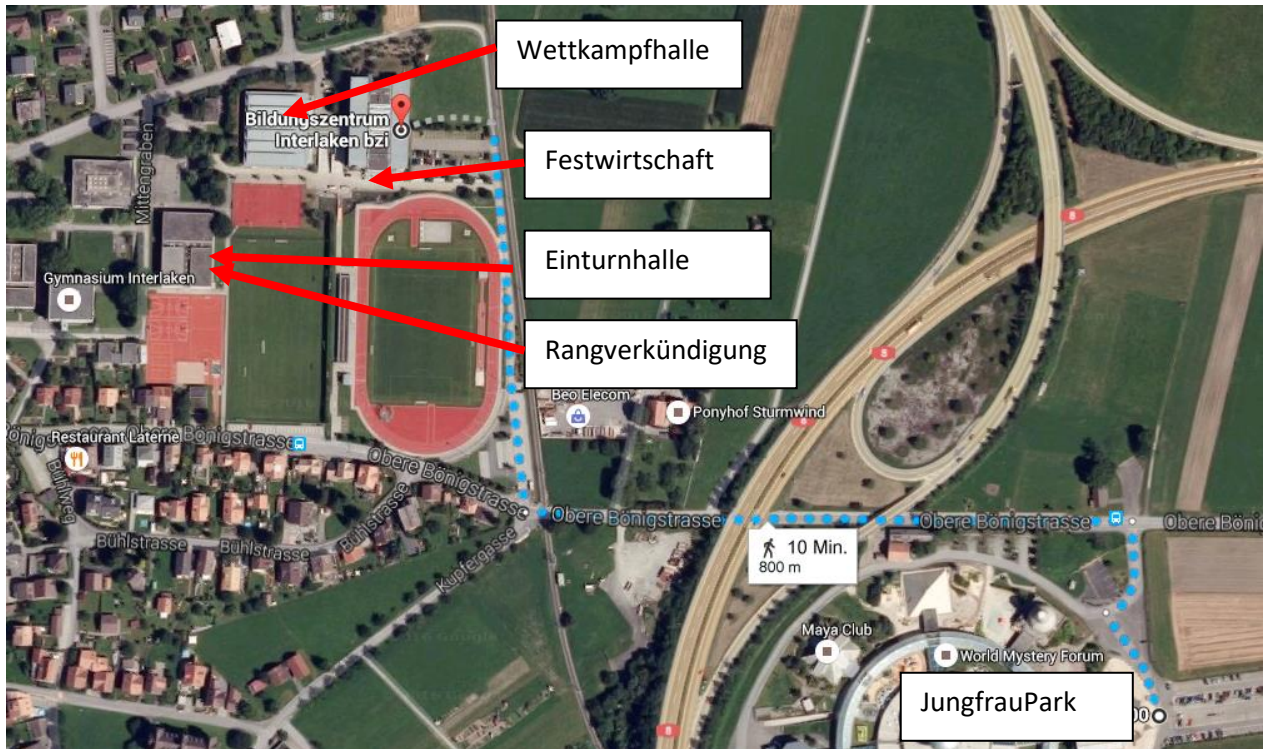 Wettkampfhalle
Bildungszentrum
Interlaken bzi
Festwirtschaft
Mittengraben
Einturnhalle
Gymnasium Interlaken
Rangverkündigung
8
8
Beo Elecom
Ponyhof Sturmwind
8
Restaurant Laterne
Obere Bönigstrasse
Obere Bönigstrasse
Bühlweg
Obere Bönigstrasse
Obere Bönigstrasse
Bühlstrasse
Bühlstrasse
Bühlstrasse
Kupfergasse
10 Min.
800 m
Maya Club
World Mystery Forum
JungfrauPark
8